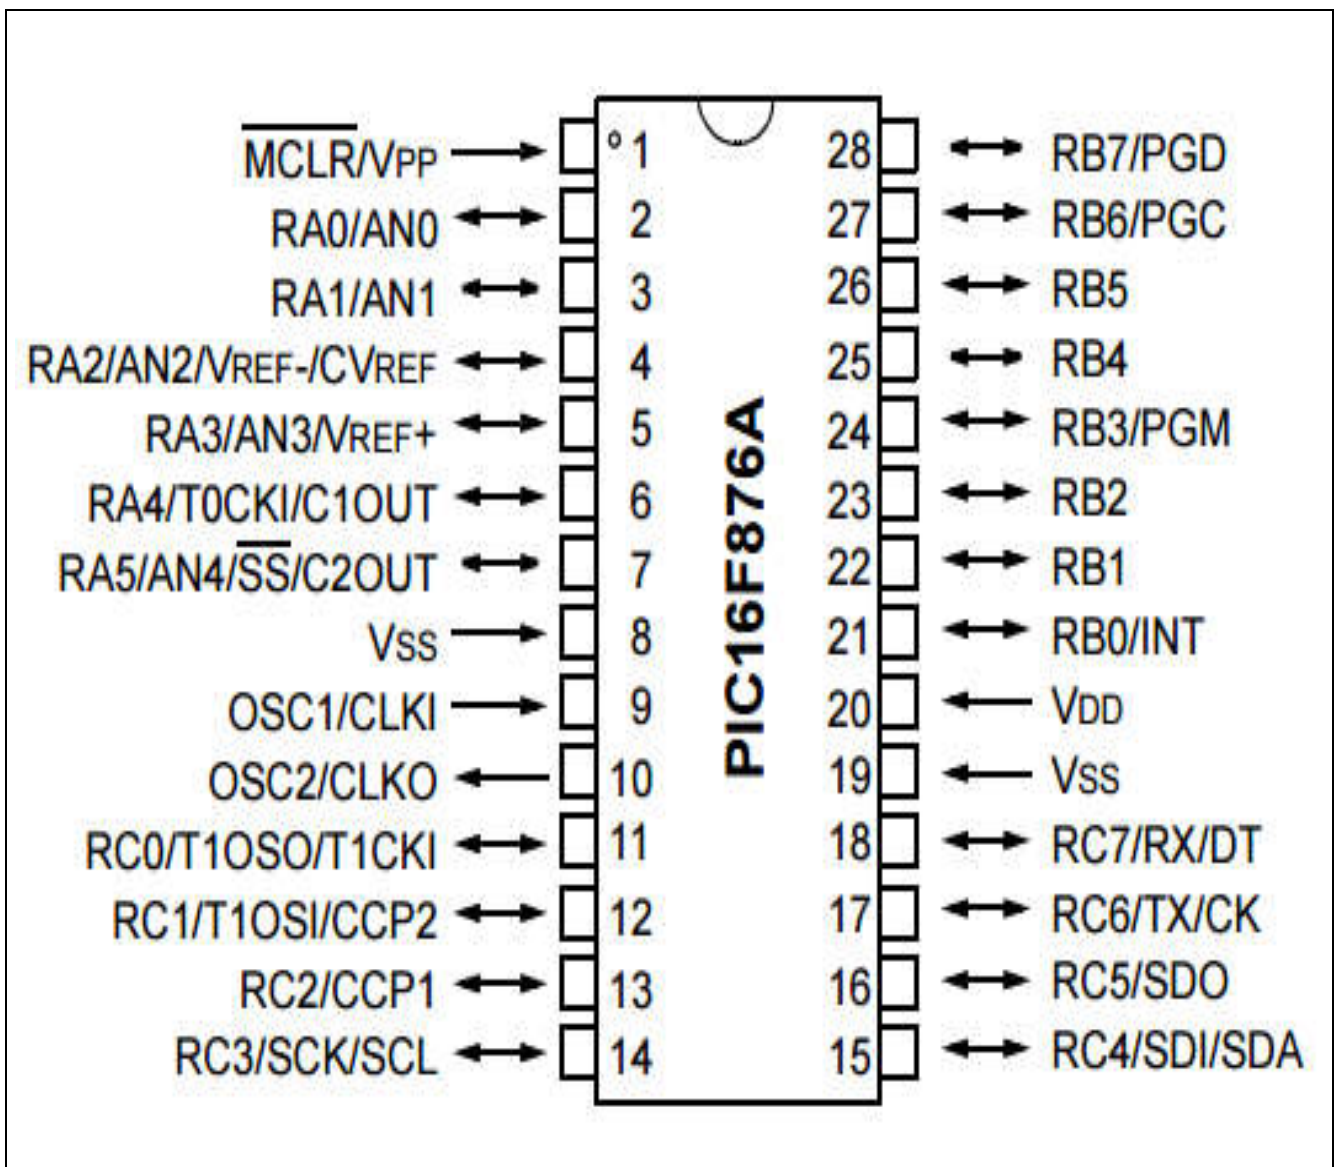 M̅C̅L̅R̅/VPP 1 28 RB7/PGD
RA0/AN0 2 27 RB6/PGC
RA1/AN1 3 26 RB5
RA2/AN2/VREF-/CVREF 4 25 RB4
RA3/AN3/VREF+ 5 24 RB3/PGM
RA4/T0CKI/C1OUT 6 23 RB2
RA5/AN4/S̅S̅/C2OUT 7 22 RB1
VSS 8 21 RB0/INT
OSC1/CLKI 9 20 VDD
OSC2/CLKO 10 19 VSS
RC0/T1OSO/T1CKI 11 18 RC7/RX/DT
RC1/T1OSI/CCP2 12 17 RC6/TX/CK
RC2/CCP1 13 16 RC5/SDO
RC3/SCK/SCL 14 15 RC4/SDI/SDA
PIC16F876A